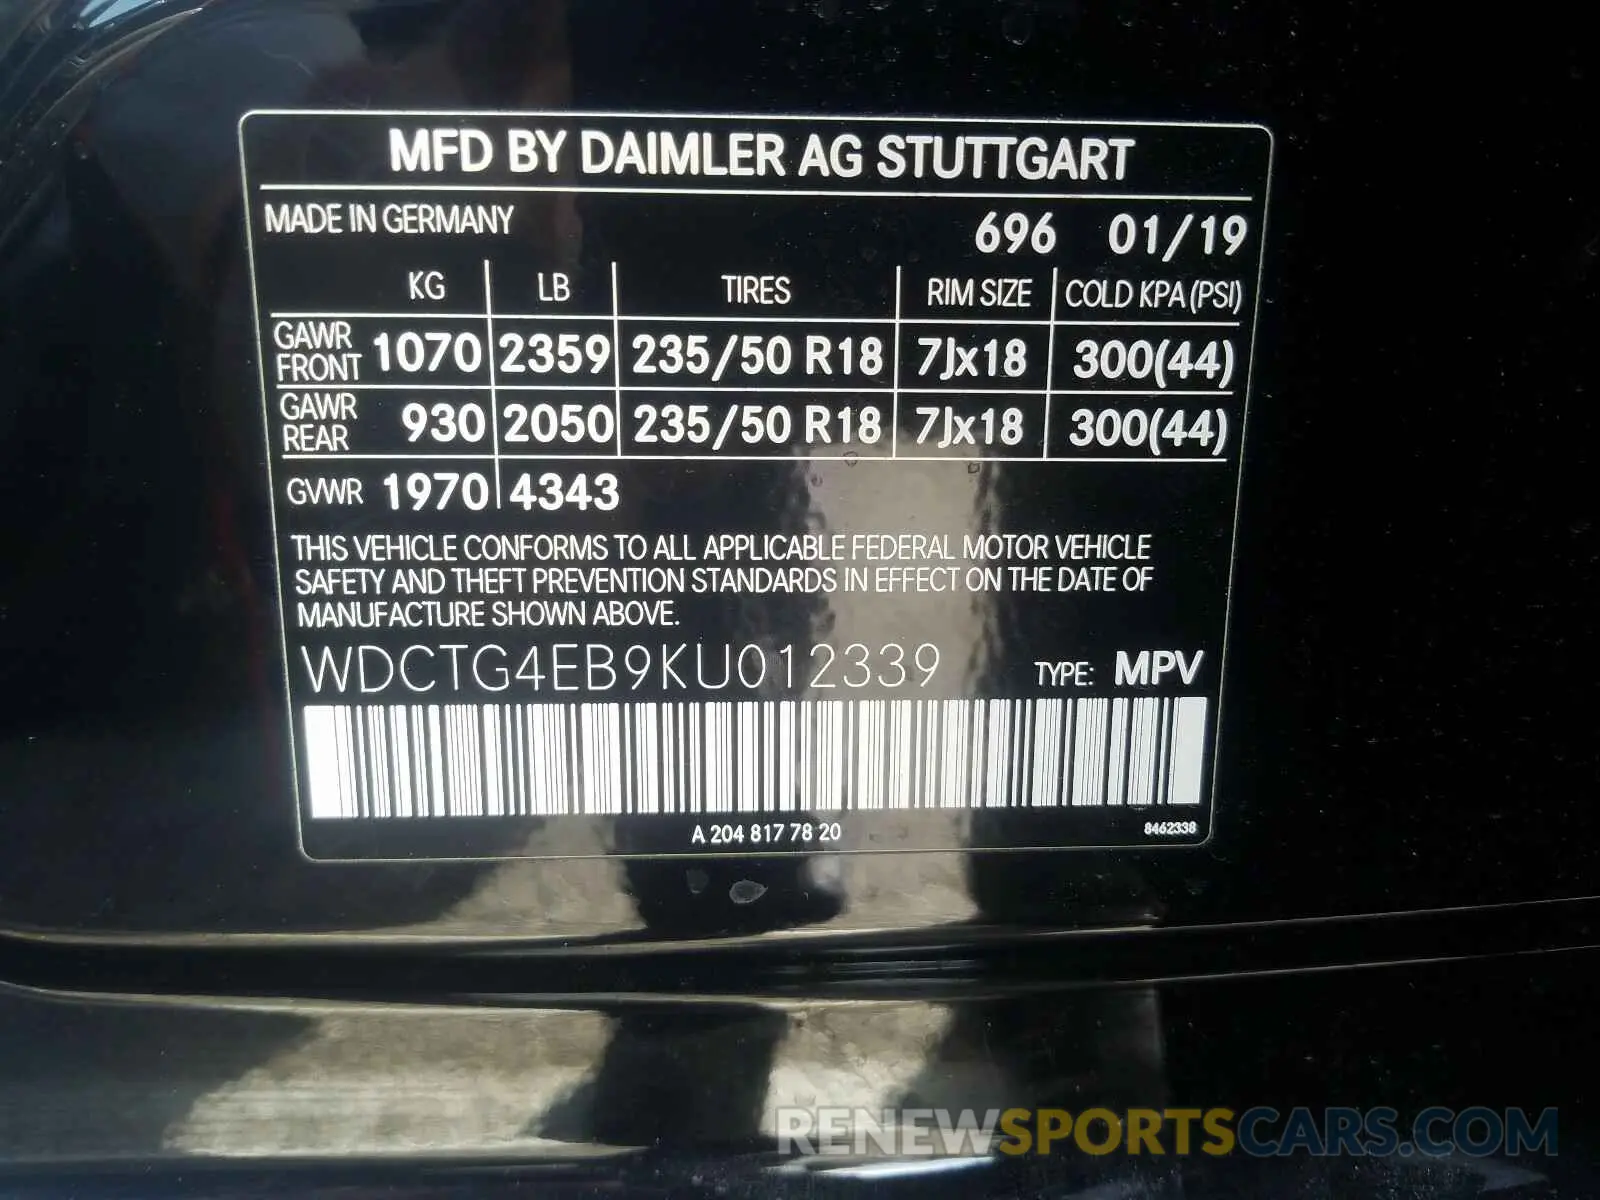 MFD BY DAIMLER AG STUTTGART
MADE IN GERMANY 696 01/19
KG LB TIRES RIM SIZE COLD KPA (PSI)
GAWR FRONT 1070 2359 235/50 R18 7Jx18 300(44)
GAWR REAR 930 2050 235/50 R18 7Jx18 300(44)
GVWR 1970 4343
THIS VEHICLE CONFORMS TO ALL APPLICABLE FEDERAL MOTOR VEHICLE
SAFETY AND THEFT PREVENTION STANDARDS IN EFFECT ON THE DATE OF
MANUFACTURE SHOWN ABOVE.
WDCTG4EB9KU012339 TYPE: MPV
A 204 817 78 20 8462338
RENEWSPORTSCARS.COM